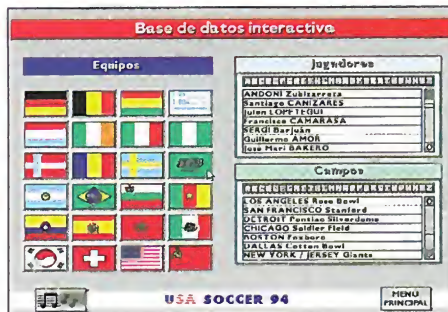 Base de datos interactiva
Equipos
Jugadores
ANDONI Zubizarreta
Santiago CAÑIZARES
Julen LOPETEGUI
Francisco CAMARASA
SERGI Barjuán
Guillermo AMOR
Jose Mari BAKERO
Campos
LOS ANGELES Rose Bowl
SAN FRANCISCO Stanford
DETROIT Pontiac Silverdome
CHICAGO Soldier Field
BOSTON Foxboro
DALLAS Cotton Bowl
NEW YORK / JERSEY Giants
USA SOCCER 94
MENU
PRINCIPAL